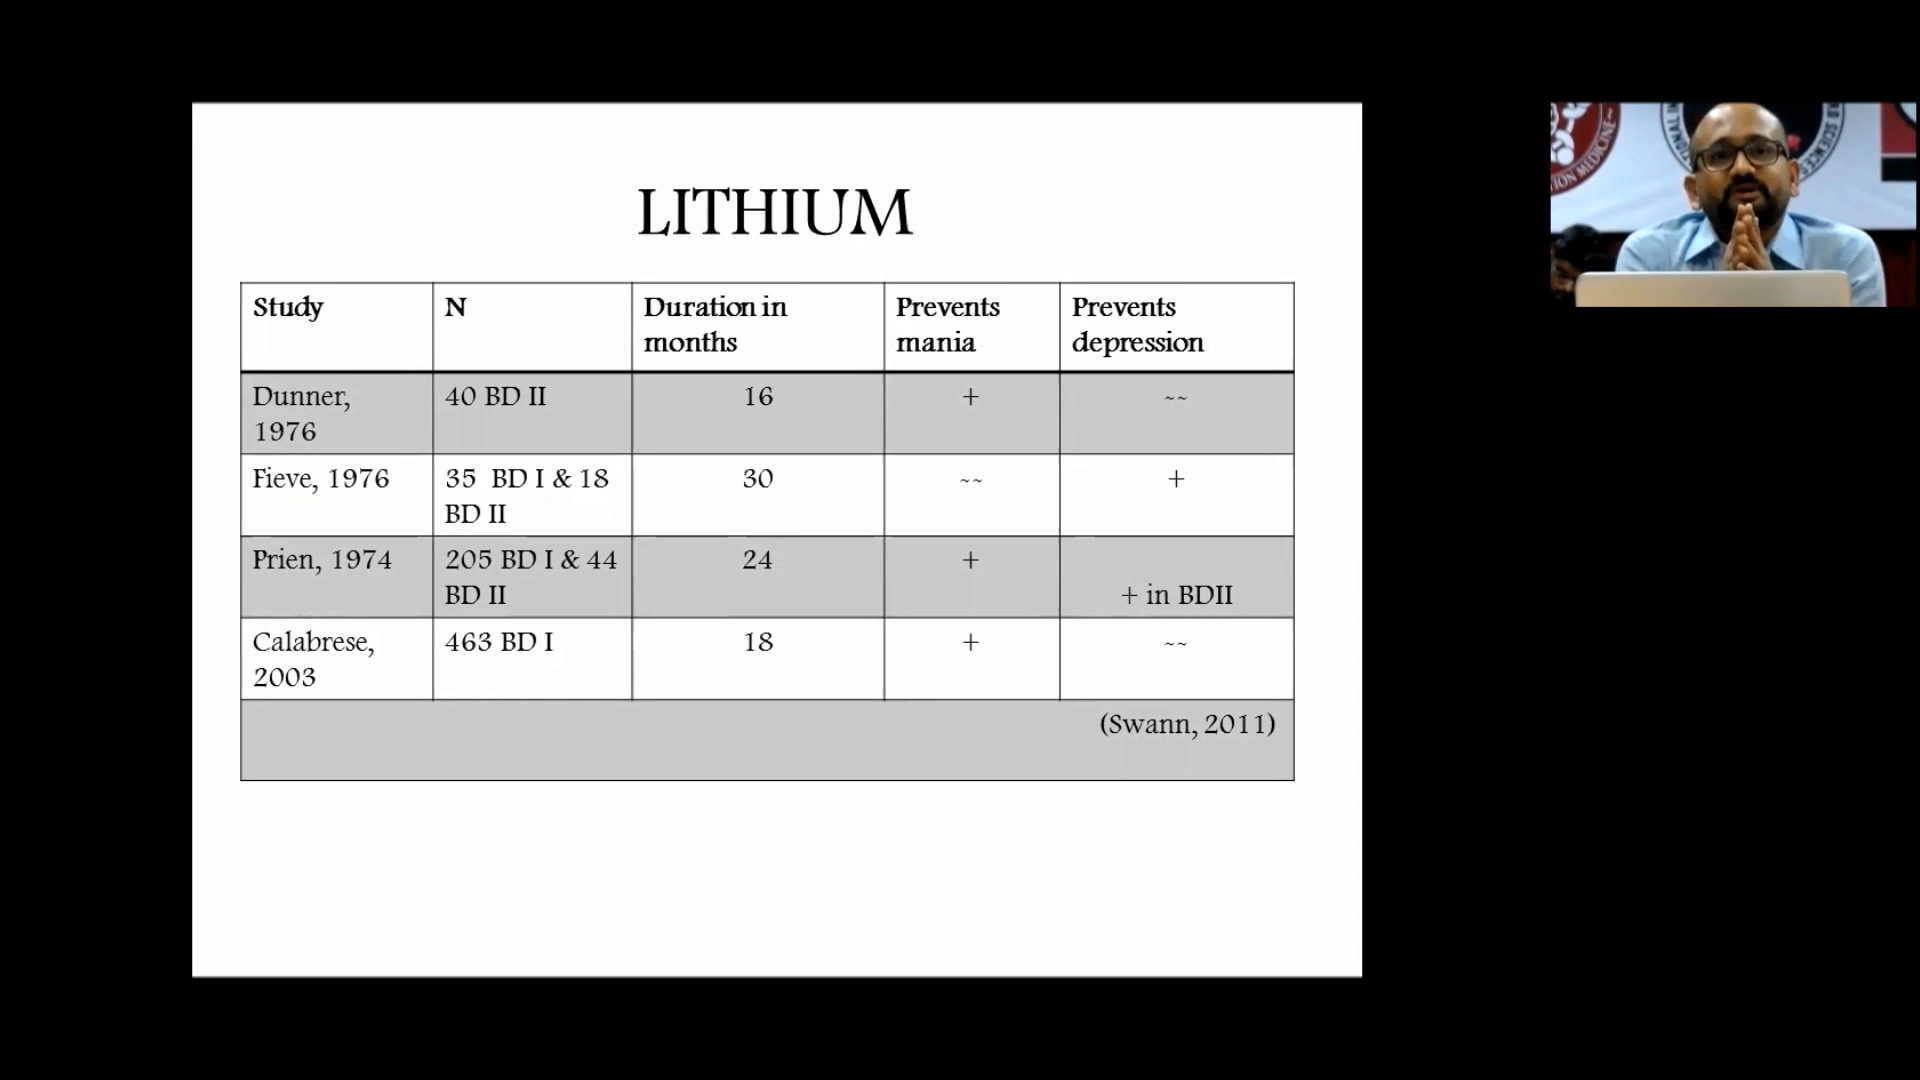 LITHIUM
Study
N
Duration in
months
Prevents
mania
Prevents
depression
Dunner,
1976
40 BD II
16
+
~~
Fieve, 1976
35 BD I & 18
BD II
30
~~
+
Prien, 1974
205 BD I & 44
BD II
24
+
+ in BDII
Calabrese,
2003
463 BD I
18
+
~~
(Swann, 2011)
MEDICINE
SCIENCES